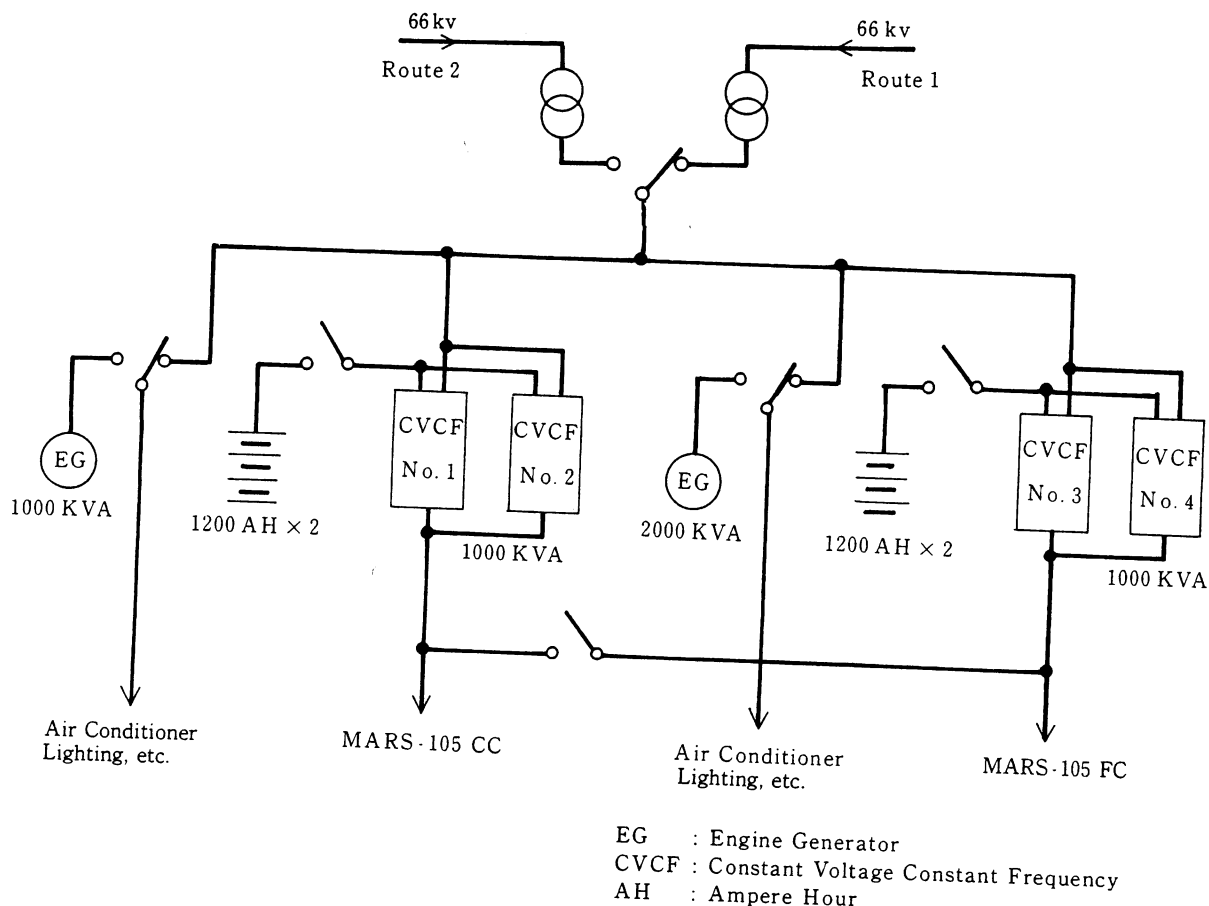 66kv
Route 2
66 kv
Route 1
EG
1000 KVA
1200 AH × 2
CVCF
No. 1
CVCF
No. 2
1000 KVA
EG
2000 KVA
1200 AH × 2
CVCF
No. 3
CVCF
No. 4
1000 KVA
Air Conditioner
Lighting, etc.
MARS-105 CC
Air Conditioner
Lighting, etc.
MARS-105 FC
EG : Engine Generator
CVCF : Constant Voltage Constant Frequency
AH : Ampere Hour